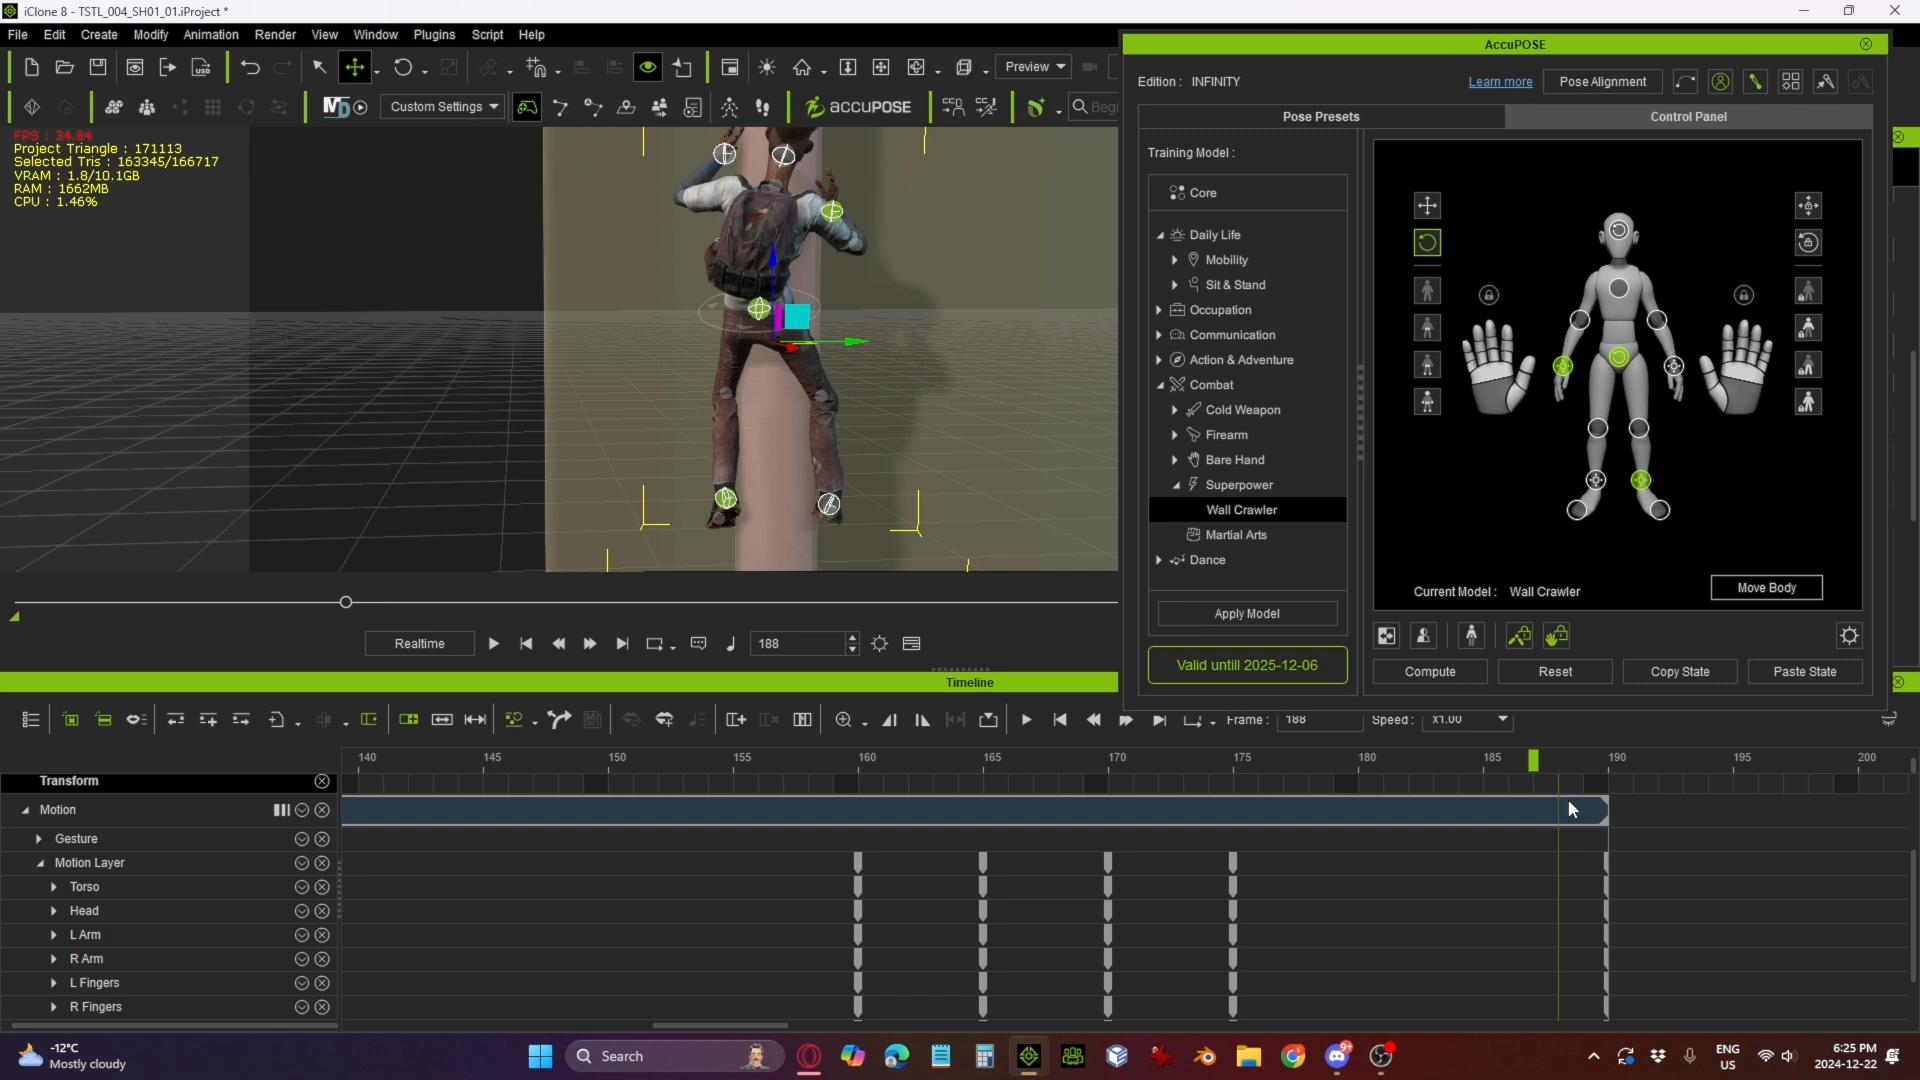 iClone 8 - TSTL_004_SH01_01.iProject *
File Edit Create Modify Animation Render View Window Plugins Script Help
Preview
Custom Settings
ACCUPOSE
FPS : 34.84
Project Triangle : 171113
Selected Tris : 163345/166717
VRAM : 1.8/10.1GB
RAM : 1662MB
CPU : 1.46%
AccuPOSE
Edition : INFINITY
Learn more
Pose Alignment
Pose Presets
Control Panel
Training Model :
Core
Daily Life
Mobility
Sit & Stand
Occupation
Communication
Action & Adventure
Combat
Cold Weapon
Firearm
Bare Hand
Superpower
Wall Crawler
Martial Arts
Dance
Apply Model
Valid untill 2025-12-06
Current Model : Wall Crawler
Move Body
Compute
Reset
Copy State
Paste State
Realtime
188
Timeline
Frame : 188 Speed : x1.00
140 145 150 155 160 165 170 175 180 185 190 195 200
Transform
Motion
Gesture
Motion Layer
Torso
Head
L Arm
R Arm
L Fingers
R Fingers
-12°C
Mostly cloudy
Search
ENG
US
6:25 PM
2024-12-22